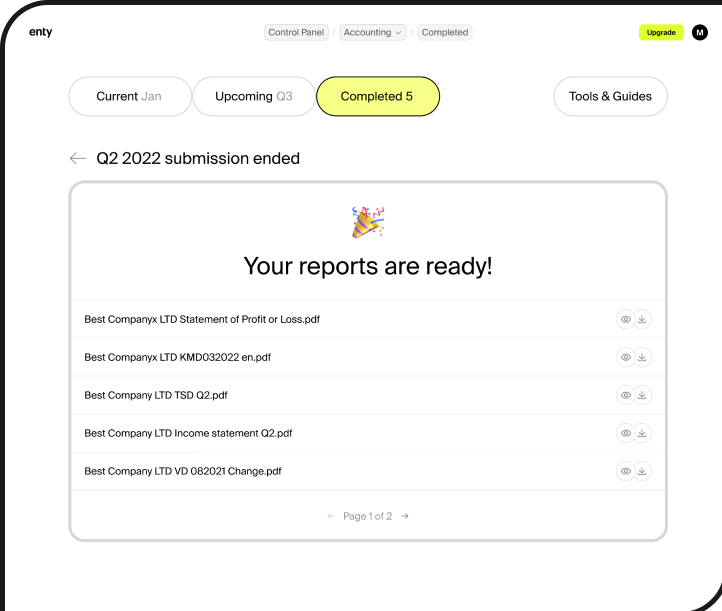 enty
Control Panel / Accounting / Completed
Upgrade
M
Current Jan
Upcoming Q3
Completed 5
Tools & Guides
Q2 2022 submission ended
Your reports are ready!
Best Companyx LTD Statement of Profit or Loss.pdf
Best Companyx LTD KMD032022 en.pdf
Best Company LTD TSD Q2.pdf
Best Company LTD Income statement Q2.pdf
Best Company LTD VD 082021 Change.pdf
Page 1 of 2